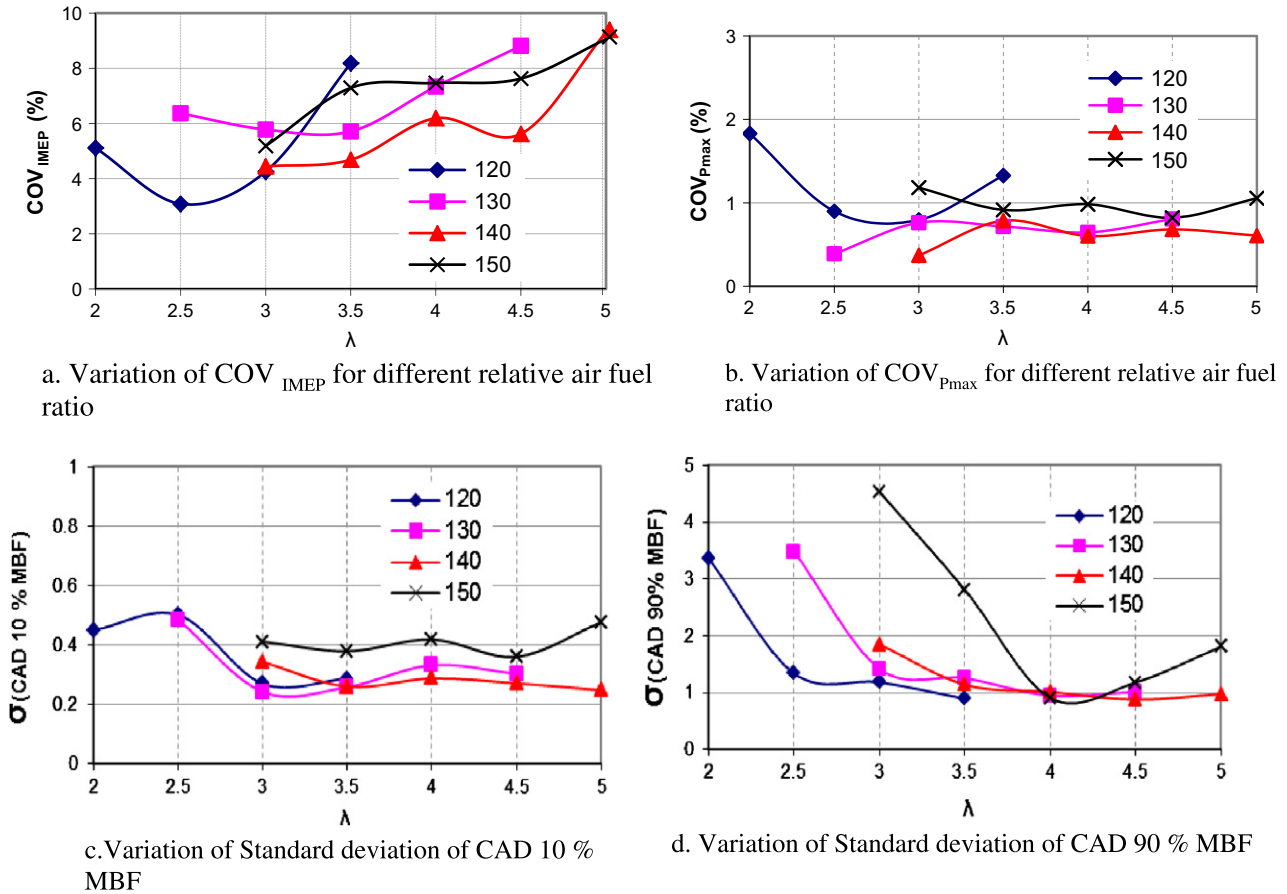 10
8
6
4
2
0
COV IMEP (%)
120
130
140
150
2 2.5 3 3.5 4 4.5 5
λ
a. Variation of COV IMEP for different relative air fuel
ratio
3
2
1
0
COVPmax (%)
120
130
140
150
2 2.5 3 3.5 4 4.5 5
λ
b. Variation of COVPmax for different relative air fuel
ratio
1
0.8
0.6
0.4
0.2
0
σ(CAD 10 % MBF)
120
130
140
150
2 2.5 3 3.5 4 4.5 5
λ
c.Variation of Standard deviation of CAD 10 %
MBF
5
4
3
2
1
0
σ(CAD 90% MBF)
120
130
140
150
2 2.5 3 3.5 4 4.5 5
λ
d. Variation of Standard deviation of CAD 90 % MBF